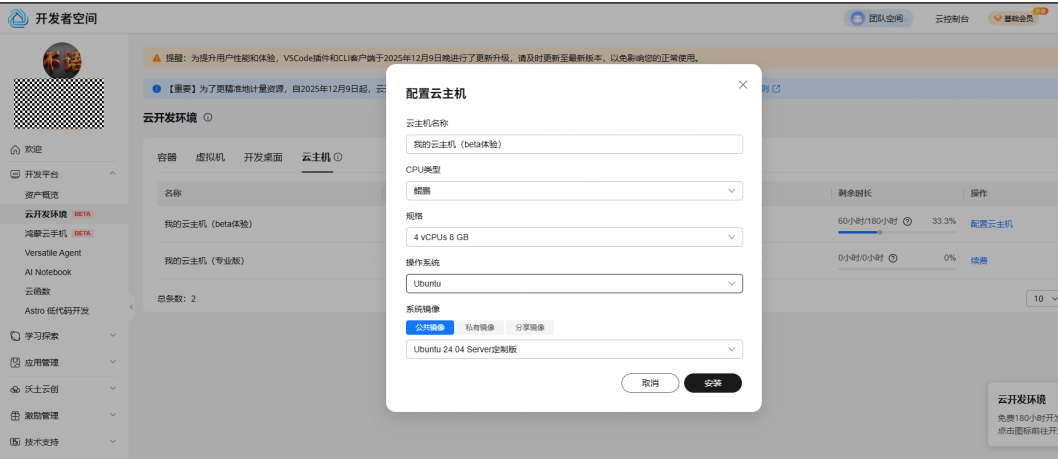 开发者空间
团队空间
云控制台
基础会员
不语
提醒：为提升用户性能和体验，VSCode插件和CLI客户端于2025年12月9日晚进行了更新升级，请及时更新至最新版本，以免影响您的正常使用。
【重要】为了更精准地计量资源，自2025年12月9日起，云
则
云开发环境
欢迎
开发平台
资产概览
云开发环境 BETA
鸿蒙云手机 BETA
Versatile Agent
AI Notebook
云函数
Astro 低代码开发
学习探索
应用管理
沃土云创
激励管理
技术支持
容器 虚拟机 开发桌面 云主机
名称 剩余时长 操作
我的云主机（beta体验） 60小时/180小时 33.3% 配置云主机
我的云主机（专业版） 0小时/0小时 0% 续费
总条数：2
10
配置云主机
云主机名称
我的云主机（beta体验）
CPU类型
鲲鹏
规格
4 vCPUs 8 GB
操作系统
Ubuntu
系统镜像
公共镜像 私有镜像 分享镜像
Ubuntu 24.04 Server定制版
取消 安装
云开发环境
免费180小时开发
点击图标前往开